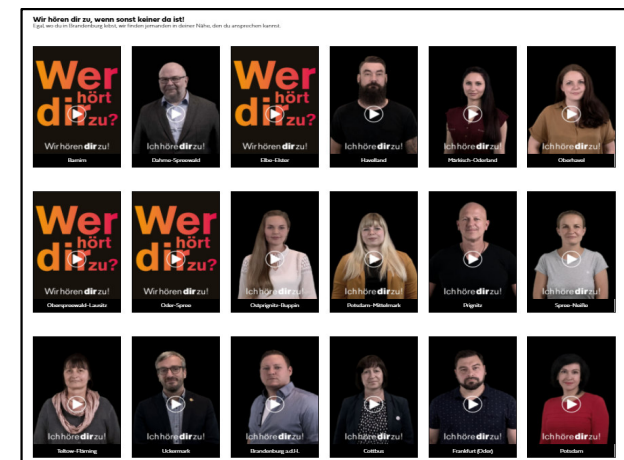 Wir hören dir zu, wenn sonst keiner da ist!
Egal, wo du in Brandenburg lebst, wir finden jemanden in deiner Nähe, den du ansprechen kannst.
Wer hört dir zu?
Wir hören dir zu!
Barnim
Ich höre dir zu!
Dahme-Spreewald
Wer hört dir zu?
Wir hören dir zu!
Elbe-Elster
Ich höre dir zu!
Havelland
Ich höre dir zu!
Märkisch-Oderland
Ich höre dir zu!
Oberhavel
Wer hört dir zu?
Wir hören dir zu!
Oberspreewald-Lausitz
Wer hört dir zu?
Wir hören dir zu!
Oder-Spree
Ich höre dir zu!
Ostprignitz-Ruppin
Ich höre dir zu!
Potsdam-Mittelmark
Ich höre dir zu!
Prignitz
Ich höre dir zu!
Spree-Neiße
Ich höre dir zu!
Teltow-Fläming
Ich höre dir zu!
Uckermark
Ich höre dir zu!
Brandenburg a.d.H.
Ich höre dir zu!
Cottbus
Ich höre dir zu!
Frankfurt (Oder)
Ich höre dir zu!
Potsdam